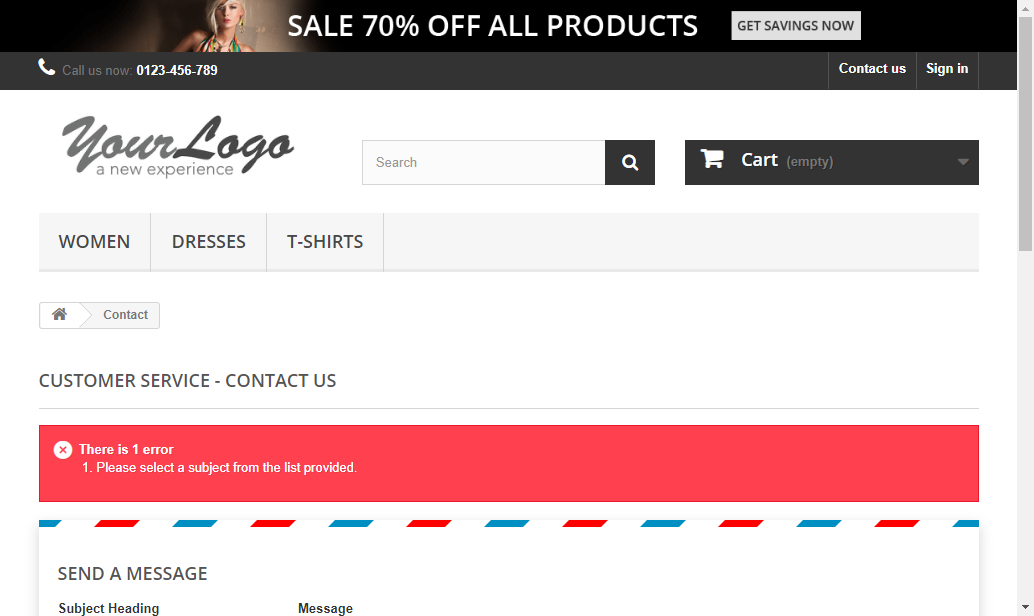 SALE 70% OFF ALL PRODUCTS GET SAVINGS NOW
Call us now: 0123-456-789 Contact us Sign in
YourLogo
a new experience
Search Cart (empty)
WOMEN DRESSES T-SHIRTS
Contact
CUSTOMER SERVICE - CONTACT US
There is 1 error
1. Please select a subject from the list provided.
SEND A MESSAGE
Subject Heading Message